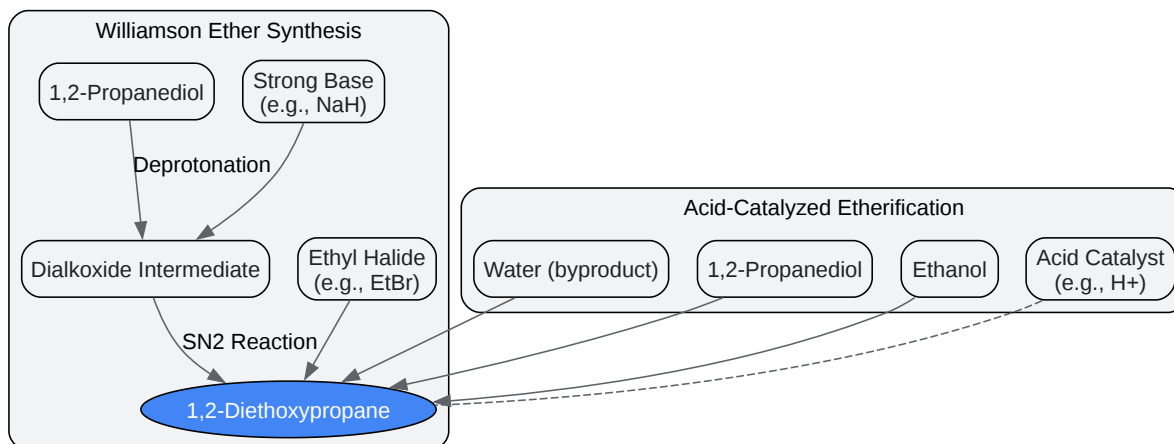 Williamson Ether Synthesis
1,2-Propanediol
Strong Base
(e.g., NaH)
Deprotonation
Dialkoxide Intermediate
Ethyl Halide
(e.g., EtBr)
SN2 Reaction
Acid-Catalyzed Etherification
Water (byproduct)
1,2-Propanediol
Ethanol
Acid Catalyst
(e.g., H+)
1,2-Diethoxypropane